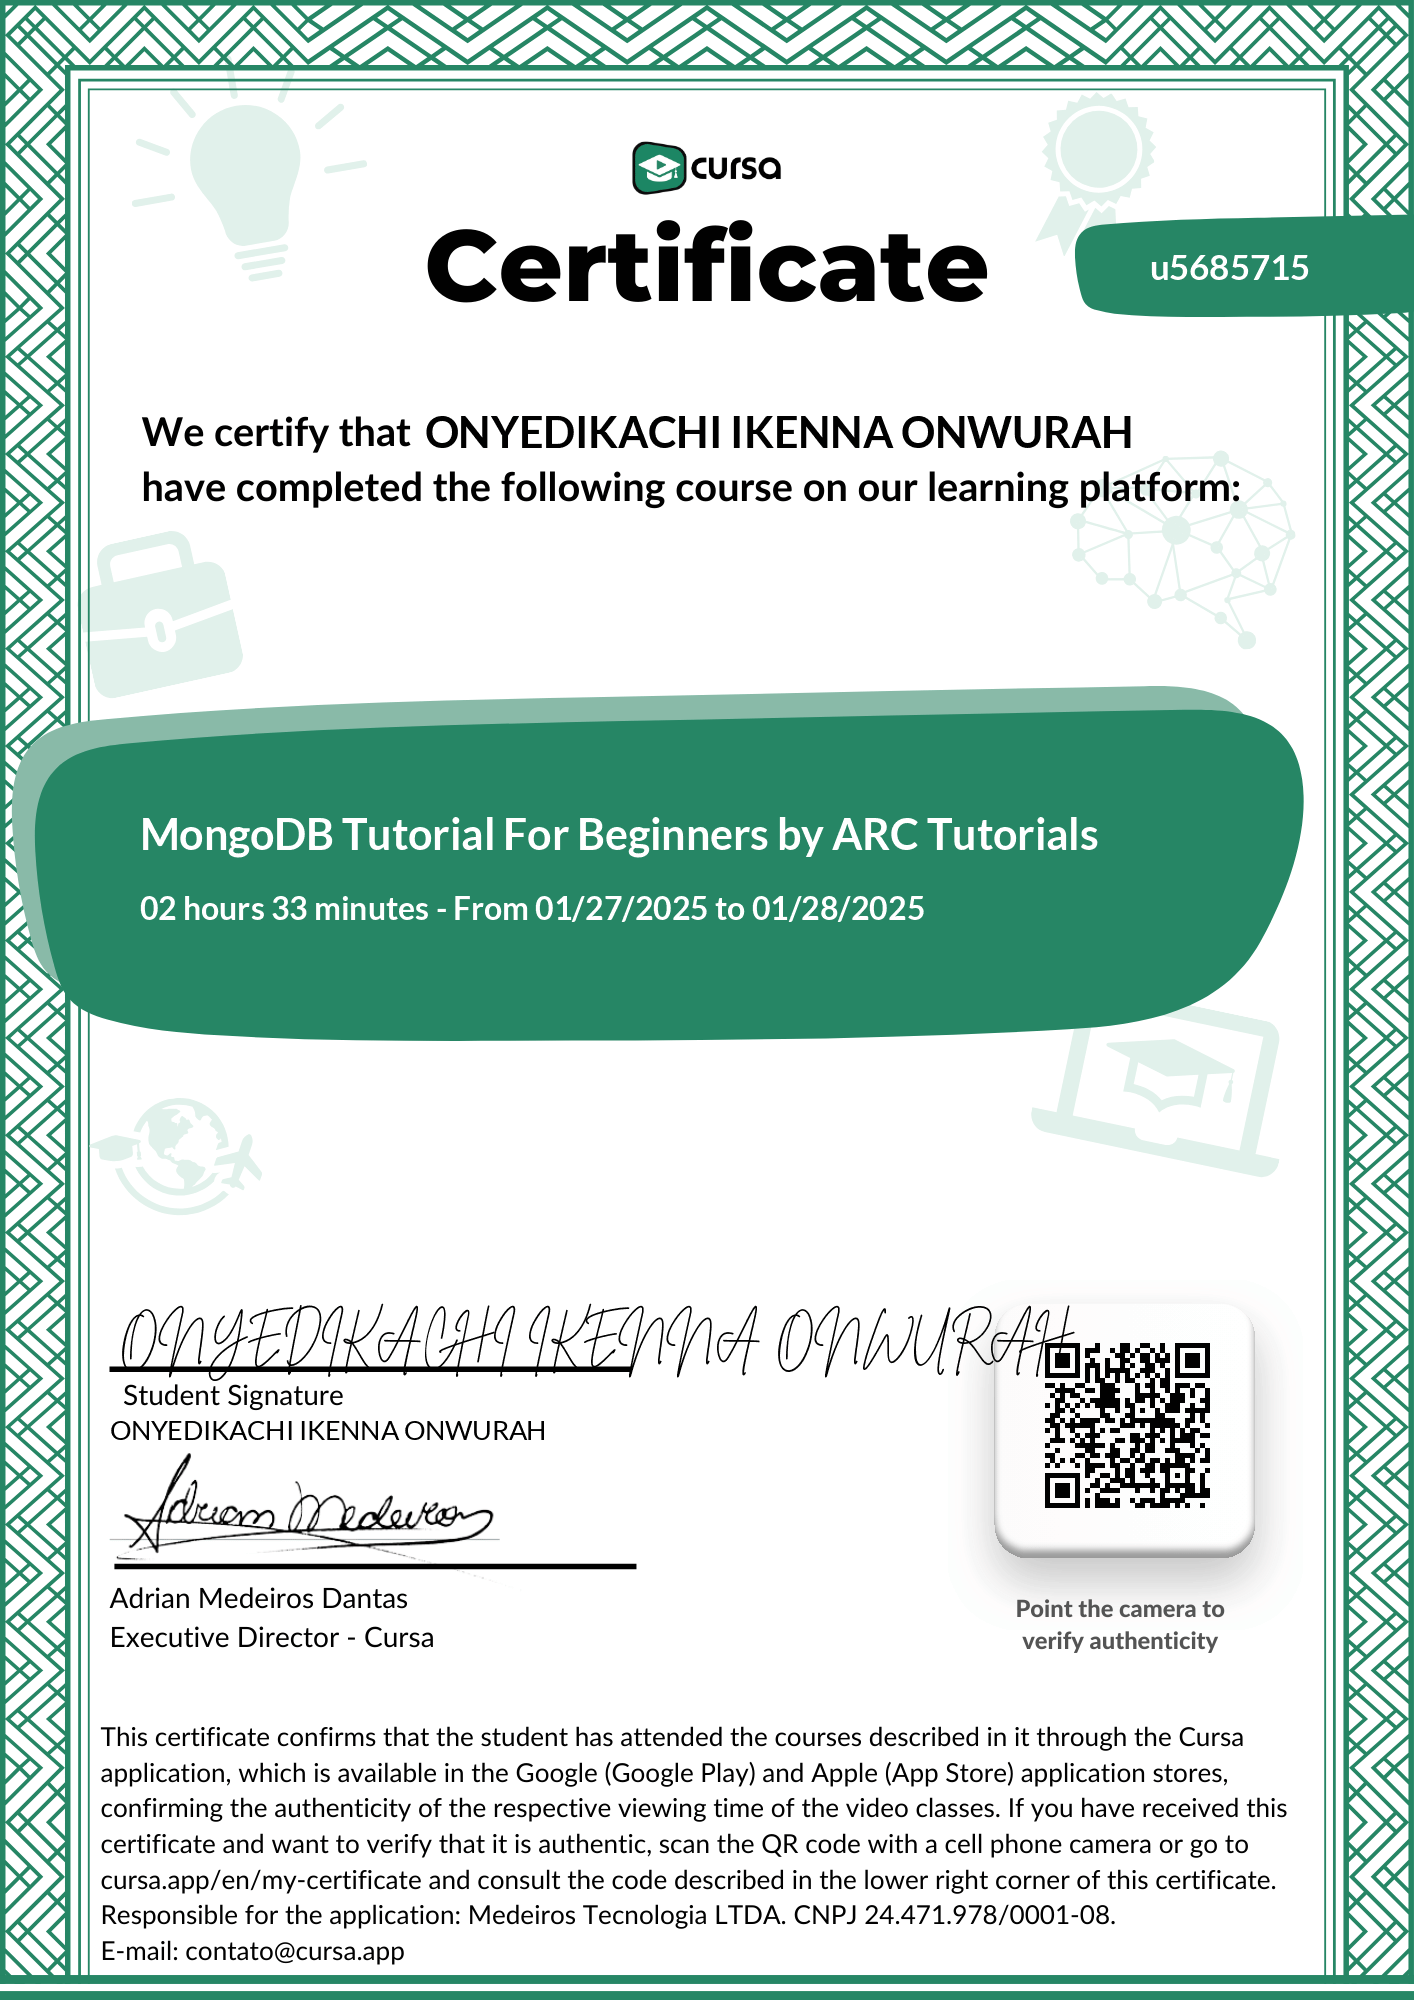 cursa
Certificate
u5685715
We certify that ONYEDIKACHI IKENNA ONWURAH
have completed the following course on our learning platform:
MongoDB Tutorial For Beginners by ARC Tutorials
02 hours 33 minutes - From 01/27/2025 to 01/28/2025
ONYEDIKACHI IKENNA ONWURAH
Student Signature
ONYEDIKACHI IKENNA ONWURAH
Adrian Medeiros
Adrian Medeiros Dantas
Executive Director - Cursa
Point the camera to
verify authenticity
This certificate confirms that the student has attended the courses described in it through the Cursa
application, which is available in the Google (Google Play) and Apple (App Store) application stores,
confirming the authenticity of the respective viewing time of the video classes. If you have received this
certificate and want to verify that it is authentic, scan the QR code with a cell phone camera or go to
cursa.app/en/my-certificate and consult the code described in the lower right corner of this certificate.
Responsible for the application: Medeiros Tecnologia LTDA. CNPJ 24.471.978/0001-08.
E-mail: contato@cursa.app